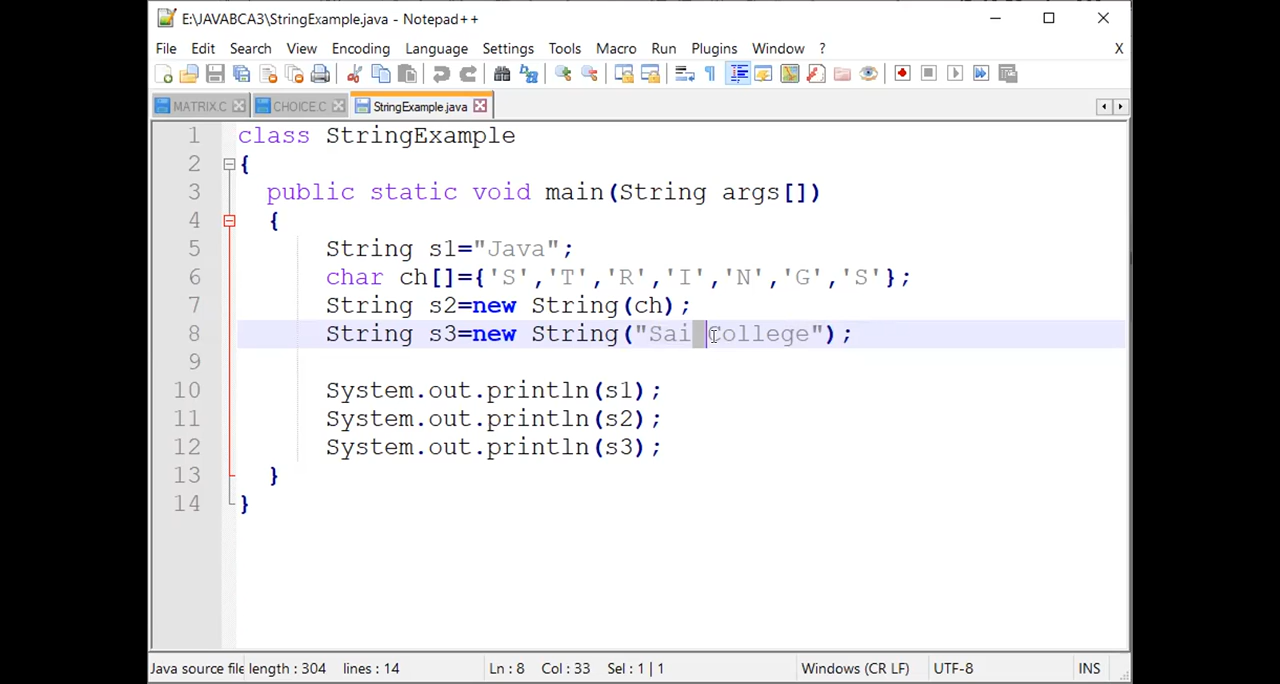 E:\JAVABCA3\StringExample.java - Notepad++
File Edit Search View Encoding Language Settings Tools Macro Run Plugins Window ? X
MATRIX.C CHOICE.C StringExample.java
1 class StringExample
2 {
3 public static void main(String args[])
4 {
5 String s1="Java";
6 char ch[]={'S','T','R','I','N','G','S'};
7 String s2=new String(ch);
8 String s3=new String("Sai College");
9
10 System.out.println(s1);
11 System.out.println(s2);
12 System.out.println(s3);
13 }
14 }
Java source file length : 304 lines : 14 Ln : 8 Col : 33 Sel : 1 | 1 Windows (CR LF) UTF-8 INS